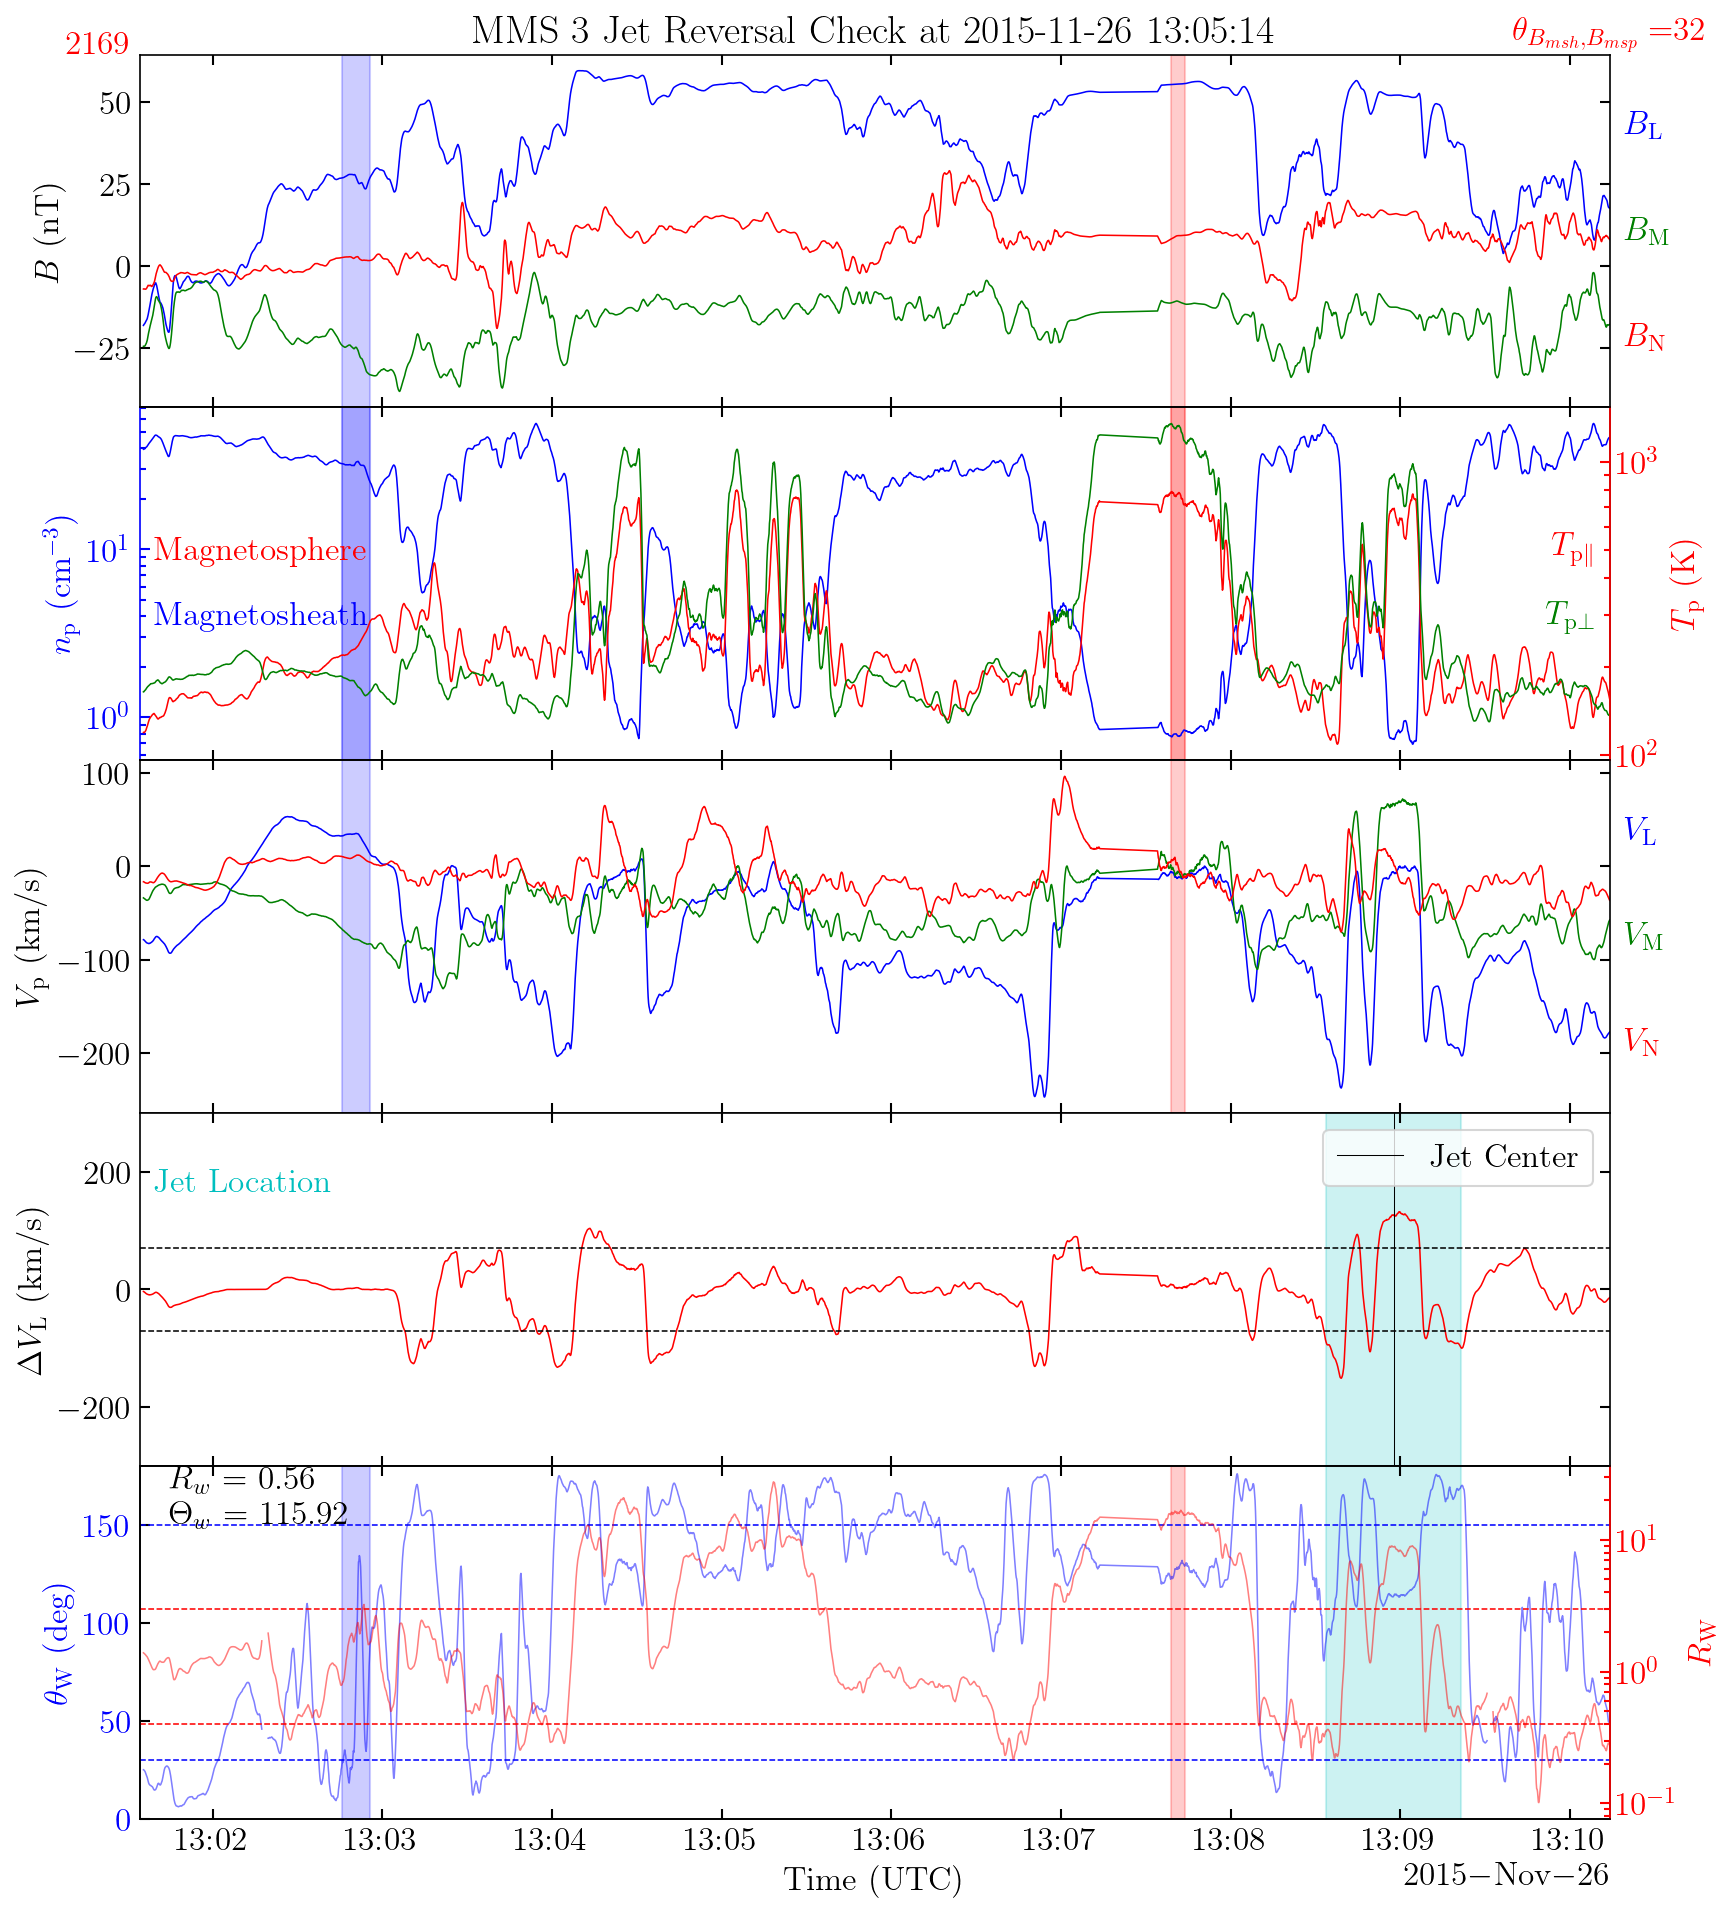 MMS 3 Jet Reversal Check at 2015-11-26 13:05:14
2169
θ_{B_{msh},B_{msp}} =32
50
25
0
−25
B (nT)
B_L
B_M
B_N
10^1
10^0
n_p (cm^{−3})
Magnetosphere
Magnetosheath
T_{p∥}
T_{p⊥}
10^3
10^2
T_p (K)
100
0
−100
−200
V_p (km/s)
V_L
V_M
V_N
200
0
−200
ΔV_L (km/s)
Jet Location
Jet Center
R_w = 0.56
Θ_w = 115.92
150
100
50
0
θ_W (deg)
10^1
10^0
10^{−1}
R_W
13:02 13:03 13:04 13:05 13:06 13:07 13:08 13:09 13:10
Time (UTC)
2015−Nov−26